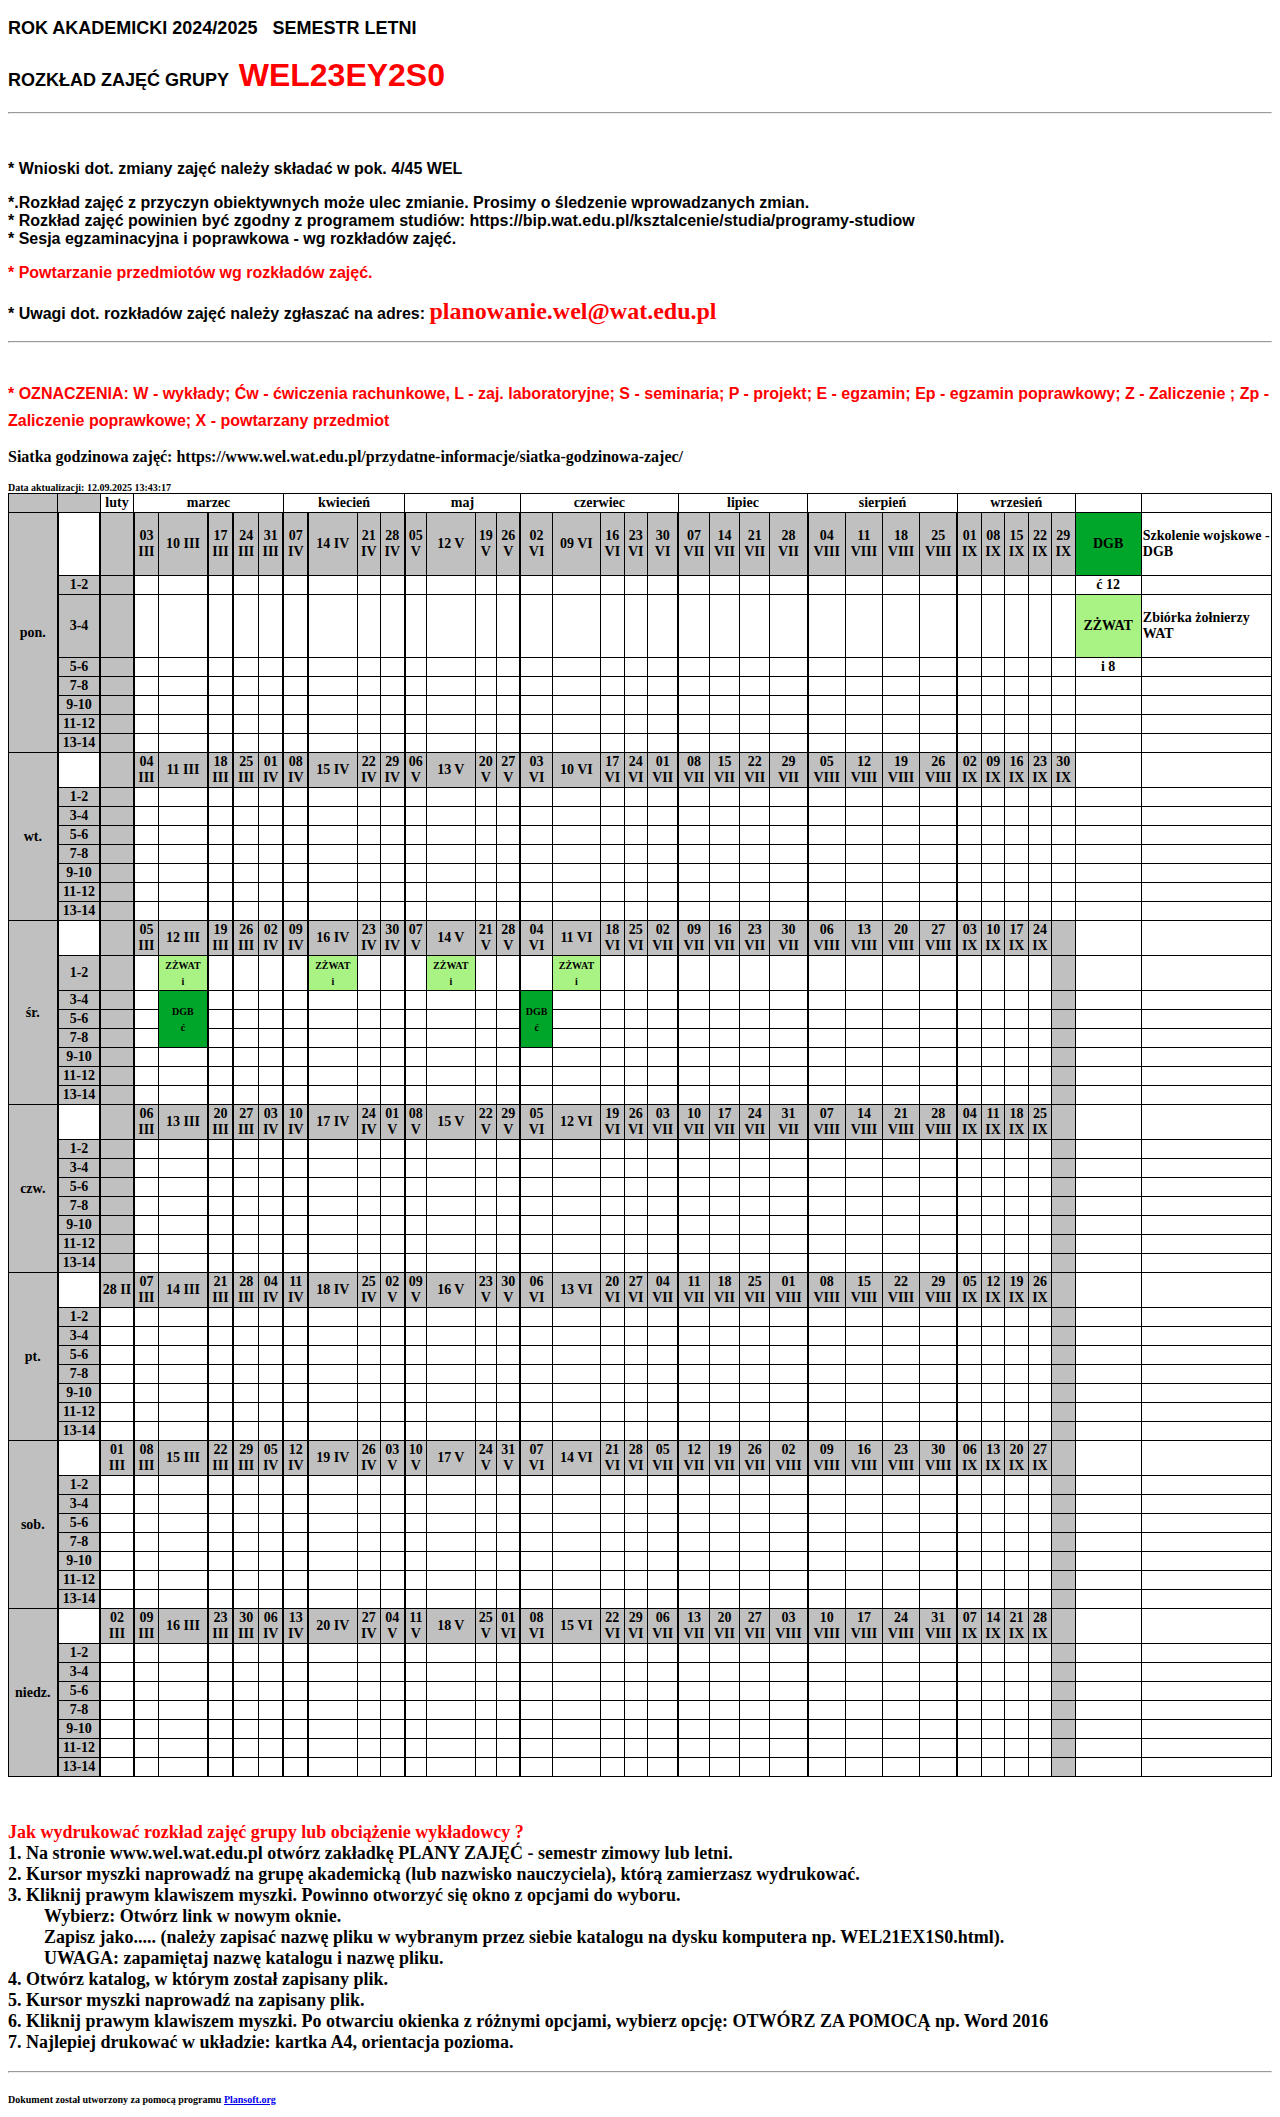 ROK AKADEMICKI 2024/2025 SEMESTR LETNI
ROZKŁAD ZAJĘĆ GRUPY WEL23EY2S0
* Wnioski dot. zmiany zajęć należy składać w pok. 4/45 WEL
*.Rozkład zajęć z przyczyn obiektywnych może ulec zmianie. Prosimy o śledzenie wprowadzanych zmian.
* Rozkład zajęć powinien być zgodny z programem studiów: https://bip.wat.edu.pl/ksztalcenie/studia/programy-studiow
* Sesja egzaminacyjna i poprawkowa - wg rozkładów zajęć.
* Powtarzanie przedmiotów wg rozkładów zajęć.
* Uwagi dot. rozkładów zajęć należy zgłaszać na adres: planowanie.wel@wat.edu.pl
* OZNACZENIA: W - wykłady; Ćw - ćwiczenia rachunkowe, L - zaj. laboratoryjne; S - seminaria; P - projekt; E - egzamin; Ep - egzamin poprawkowy; Z - Zaliczenie ; Zp -
Zaliczenie poprawkowe; X - powtarzany przedmiot
Siatka godzinowa zajęć: https://www.wel.wat.edu.pl/przydatne-informacje/siatka-godzinowa-zajec/
Data aktualizacji: 12.09.2025 13:43:17
luty marzec kwiecień maj czerwiec lipiec sierpień wrzesień
pon. 03 III 10 III 17 III 24 III 31 III 07 IV 14 IV 21 IV 28 IV 05 V 12 V 19 V 26 V 02 VI 09 VI 16 VI 23 VI 30 VI 07 VII 14 VII 21 VII 28 VII 04 VIII 11 VIII 18 VIII 25 VIII 01 IX 08 IX 15 IX 22 IX 29 IX DGB Szkolenie wojskowe - DGB
1-2 ć 12
3-4 ZŻWAT Zbiórka żołnierzy WAT
5-6 i 8
7-8
9-10
11-12
13-14
wt. 04 III 11 III 18 III 25 III 01 IV 08 IV 15 IV 22 IV 29 IV 06 V 13 V 20 V 27 V 03 VI 10 VI 17 VI 24 VI 01 VII 08 VII 15 VII 22 VII 29 VII 05 VIII 12 VIII 19 VIII 26 VIII 02 IX 09 IX 16 IX 23 IX 30 IX
1-2
3-4
5-6
7-8
9-10
11-12
13-14
śr. 05 III 12 III 19 III 26 III 02 IV 09 IV 16 IV 23 IV 30 IV 07 V 14 V 21 V 28 V 04 VI 11 VI 18 VI 25 VI 02 VII 09 VII 16 VII 23 VII 30 VII 06 VIII 13 VIII 20 VIII 27 VIII 03 IX 10 IX 17 IX 24 IX
1-2 ZŻWAT i ZŻWAT i ZŻWAT i ZŻWAT i
3-4 DGB ć DGB ć
5-6
7-8
9-10
11-12
13-14
czw. 06 III 13 III 20 III 27 III 03 IV 10 IV 17 IV 24 IV 01 V 08 V 15 V 22 V 29 V 05 VI 12 VI 19 VI 26 VI 03 VII 10 VII 17 VII 24 VII 31 VII 07 VIII 14 VIII 21 VIII 28 VIII 04 IX 11 IX 18 IX 25 IX
1-2
3-4
5-6
7-8
9-10
11-12
13-14
pt. 28 II 07 III 14 III 21 III 28 III 04 IV 11 IV 18 IV 25 IV 02 V 09 V 16 V 23 V 30 V 06 VI 13 VI 20 VI 27 VI 04 VII 11 VII 18 VII 25 VII 01 VIII 08 VIII 15 VIII 22 VIII 29 VIII 05 IX 12 IX 19 IX 26 IX
1-2
3-4
5-6
7-8
9-10
11-12
13-14
sob. 01 III 08 III 15 III 22 III 29 III 05 IV 12 IV 19 IV 26 IV 03 V 10 V 17 V 24 V 31 V 07 VI 14 VI 21 VI 28 VI 05 VII 12 VII 19 VII 26 VII 02 VIII 09 VIII 16 VIII 23 VIII 30 VIII 06 IX 13 IX 20 IX 27 IX
1-2
3-4
5-6
7-8
9-10
11-12
13-14
niedz. 02 III 09 III 16 III 23 III 30 III 06 IV 13 IV 20 IV 27 IV 04 V 11 V 18 V 25 V 01 VI 08 VI 15 VI 22 VI 29 VI 06 VII 13 VII 20 VII 27 VII 03 VIII 10 VIII 17 VIII 24 VIII 31 VIII 07 IX 14 IX 21 IX 28 IX
1-2
3-4
5-6
7-8
9-10
11-12
13-14
Jak wydrukować rozkład zajęć grupy lub obciążenie wykładowcy ?
1. Na stronie www.wel.wat.edu.pl otwórz zakładkę PLANY ZAJĘĆ - semestr zimowy lub letni.
2. Kursor myszki naprowadź na grupę akademicką (lub nazwisko nauczyciela), którą zamierzasz wydrukować.
3. Kliknij prawym klawiszem myszki. Powinno otworzyć się okno z opcjami do wyboru.
Wybierz: Otwórz link w nowym oknie.
Zapisz jako..... (należy zapisać nazwę pliku w wybranym przez siebie katalogu na dysku komputera np. WEL21EX1S0.html).
UWAGA: zapamiętaj nazwę katalogu i nazwę pliku.
4. Otwórz katalog, w którym został zapisany plik.
5. Kursor myszki naprowadź na zapisany plik.
6. Kliknij prawym klawiszem myszki. Po otwarciu okienka z różnymi opcjami, wybierz opcję: OTWÓRZ ZA POMOCĄ np. Word 2016
7. Najlepiej drukować w układzie: kartka A4, orientacja pozioma.
Dokument został utworzony za pomocą programu Plansoft.org